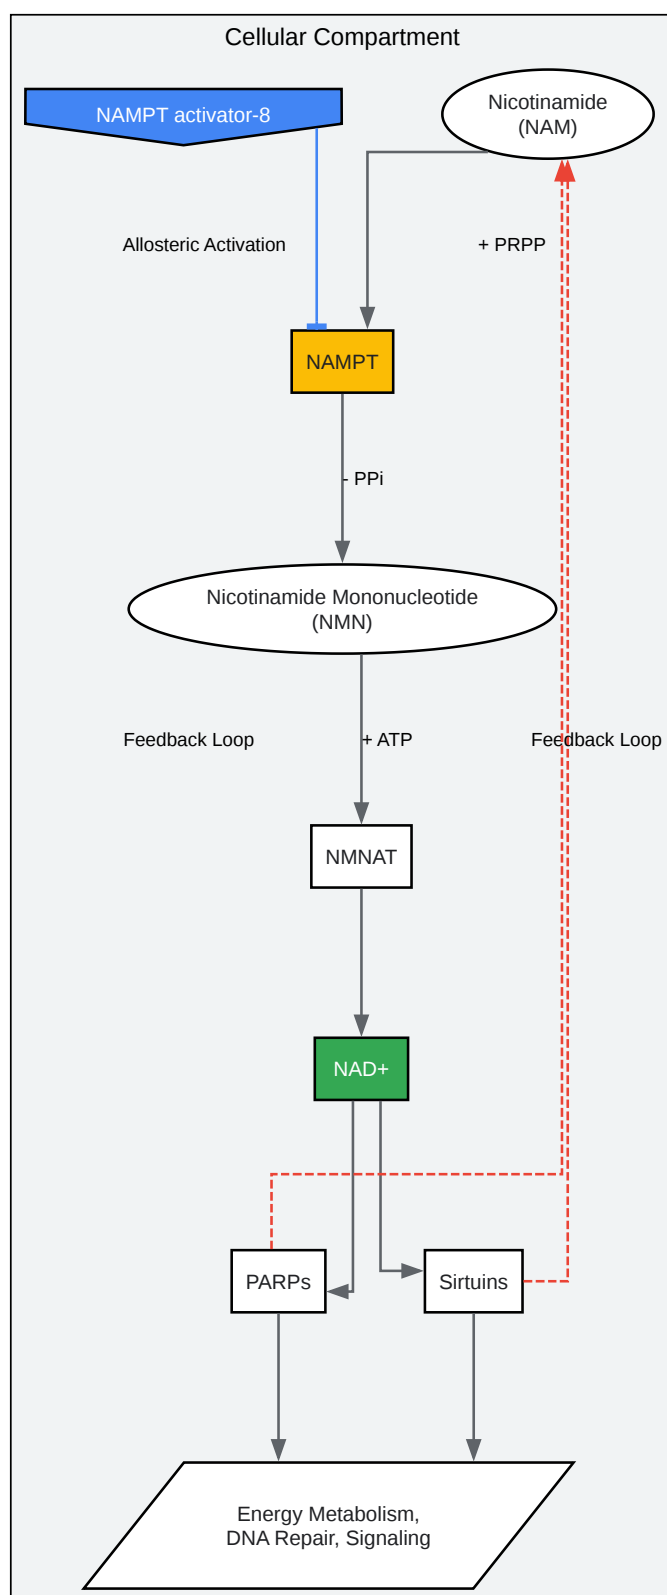 Cellular Compartment
NAMPT activator-8
Nicotinamide
(NAM)
Allosteric Activation
+ PRPP
NAMPT
- PPi
Nicotinamide Mononucleotide
(NMN)
Feedback Loop
+ ATP
Feedback Loop
NMNAT
NAD+
PARPs
Sirtuins
Energy Metabolism,
DNA Repair, Signaling